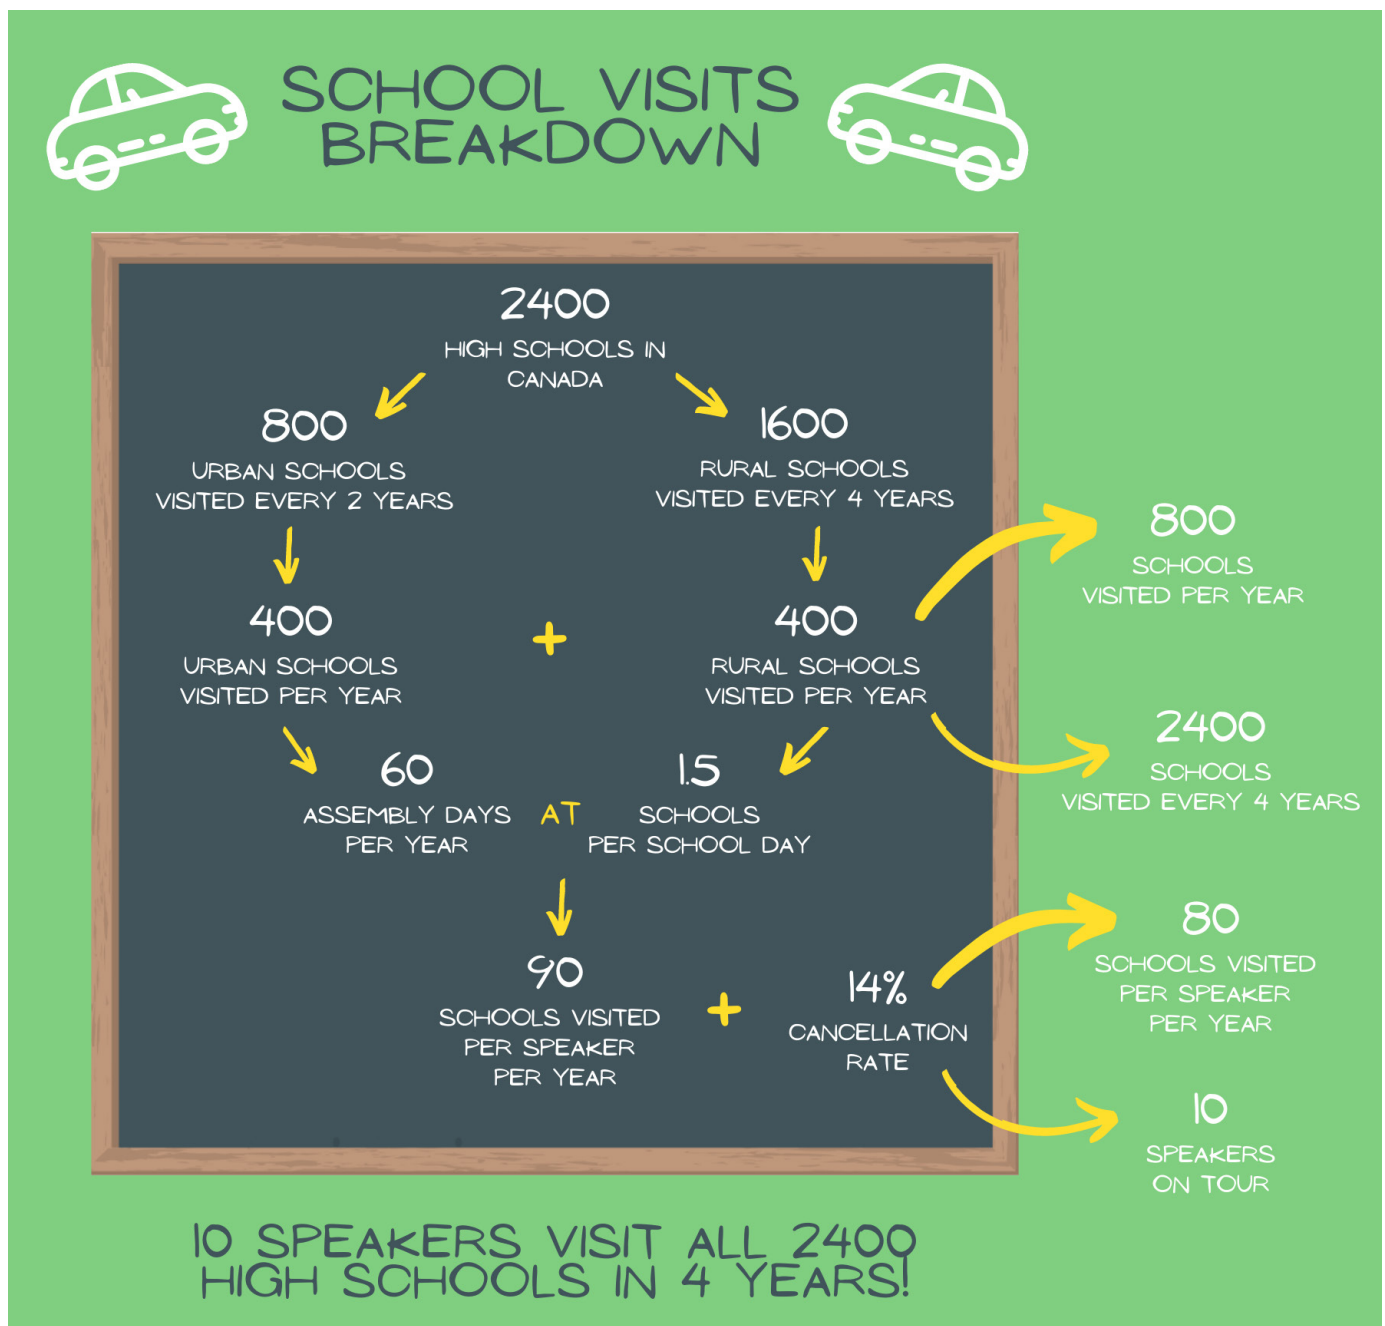 SCHOOL VISITS
BREAKDOWN
2400
HIGH SCHOOLS IN
CANADA
800
URBAN SCHOOLS
VISITED EVERY 2 YEARS
1600
RURAL SCHOOLS
VISITED EVERY 4 YEARS
400
URBAN SCHOOLS
VISITED PER YEAR
+
400
RURAL SCHOOLS
VISITED PER YEAR
800
SCHOOLS
VISITED PER YEAR
2400
SCHOOLS
VISITED EVERY 4 YEARS
60
ASSEMBLY DAYS
PER YEAR
AT
1.5
SCHOOLS
PER SCHOOL DAY
90
SCHOOLS VISITED
PER SPEAKER
PER YEAR
+
14%
CANCELLATION
RATE
80
SCHOOLS VISITED
PER SPEAKER
PER YEAR
10
SPEAKERS
ON TOUR
10 SPEAKERS VISIT ALL 2400
HIGH SCHOOLS IN 4 YEARS!